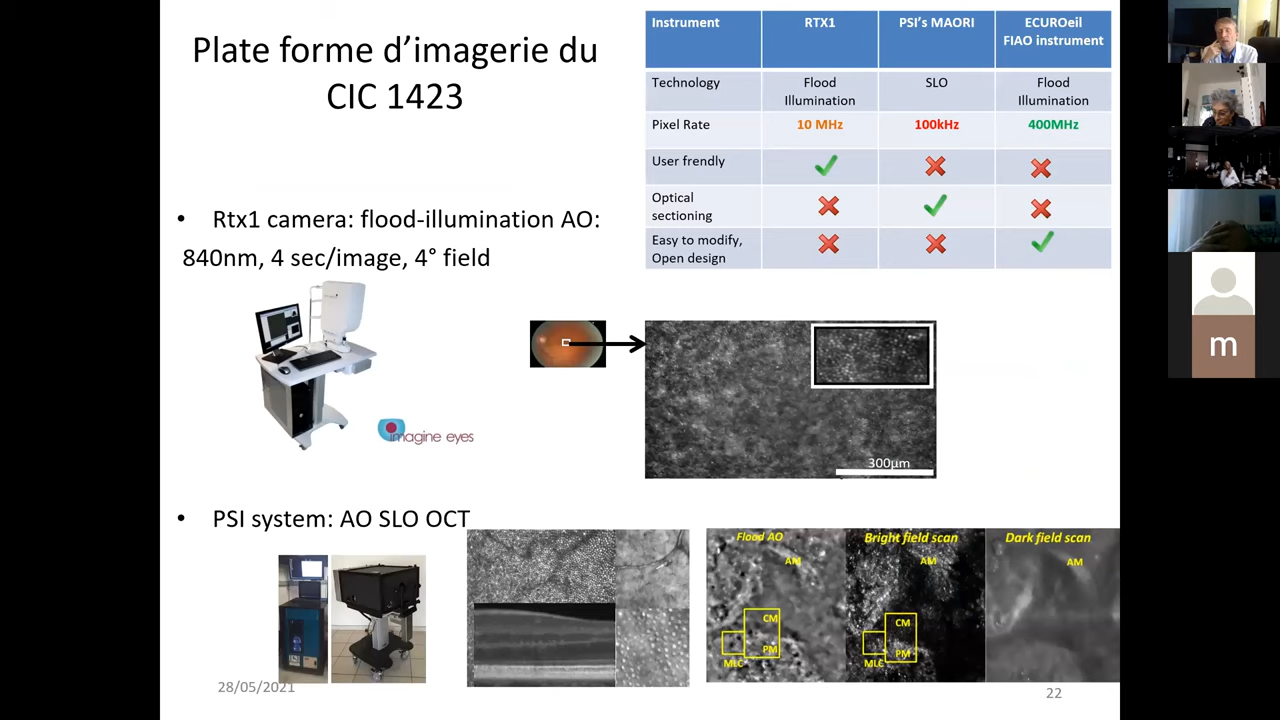 Plate forme d’imagerie du
CIC 1423
Instrument RTX1 PSI’s MAORI ECUROeil
FIAO instrument
Technology Flood
Illumination SLO Flood
Illumination
Pixel Rate 10 MHz 100kHz 400MHz
User frendly
Optical
sectioning
Easy to modify,
Open design
• Rtx1 camera: flood-illumination AO:
840nm, 4 sec/image, 4° field
imagine eyes
300µm
• PSI system: AO SLO OCT
Flood AO
AM
CM
PM
MLC
Bright field scan
AM
CM
PM
MLC
Dark field scan
AM
28/05/2021
22
m